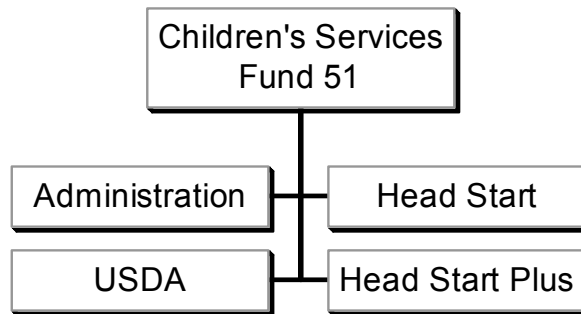 Children's Services
Fund 51
Administration
Head Start
USDA
Head Start Plus